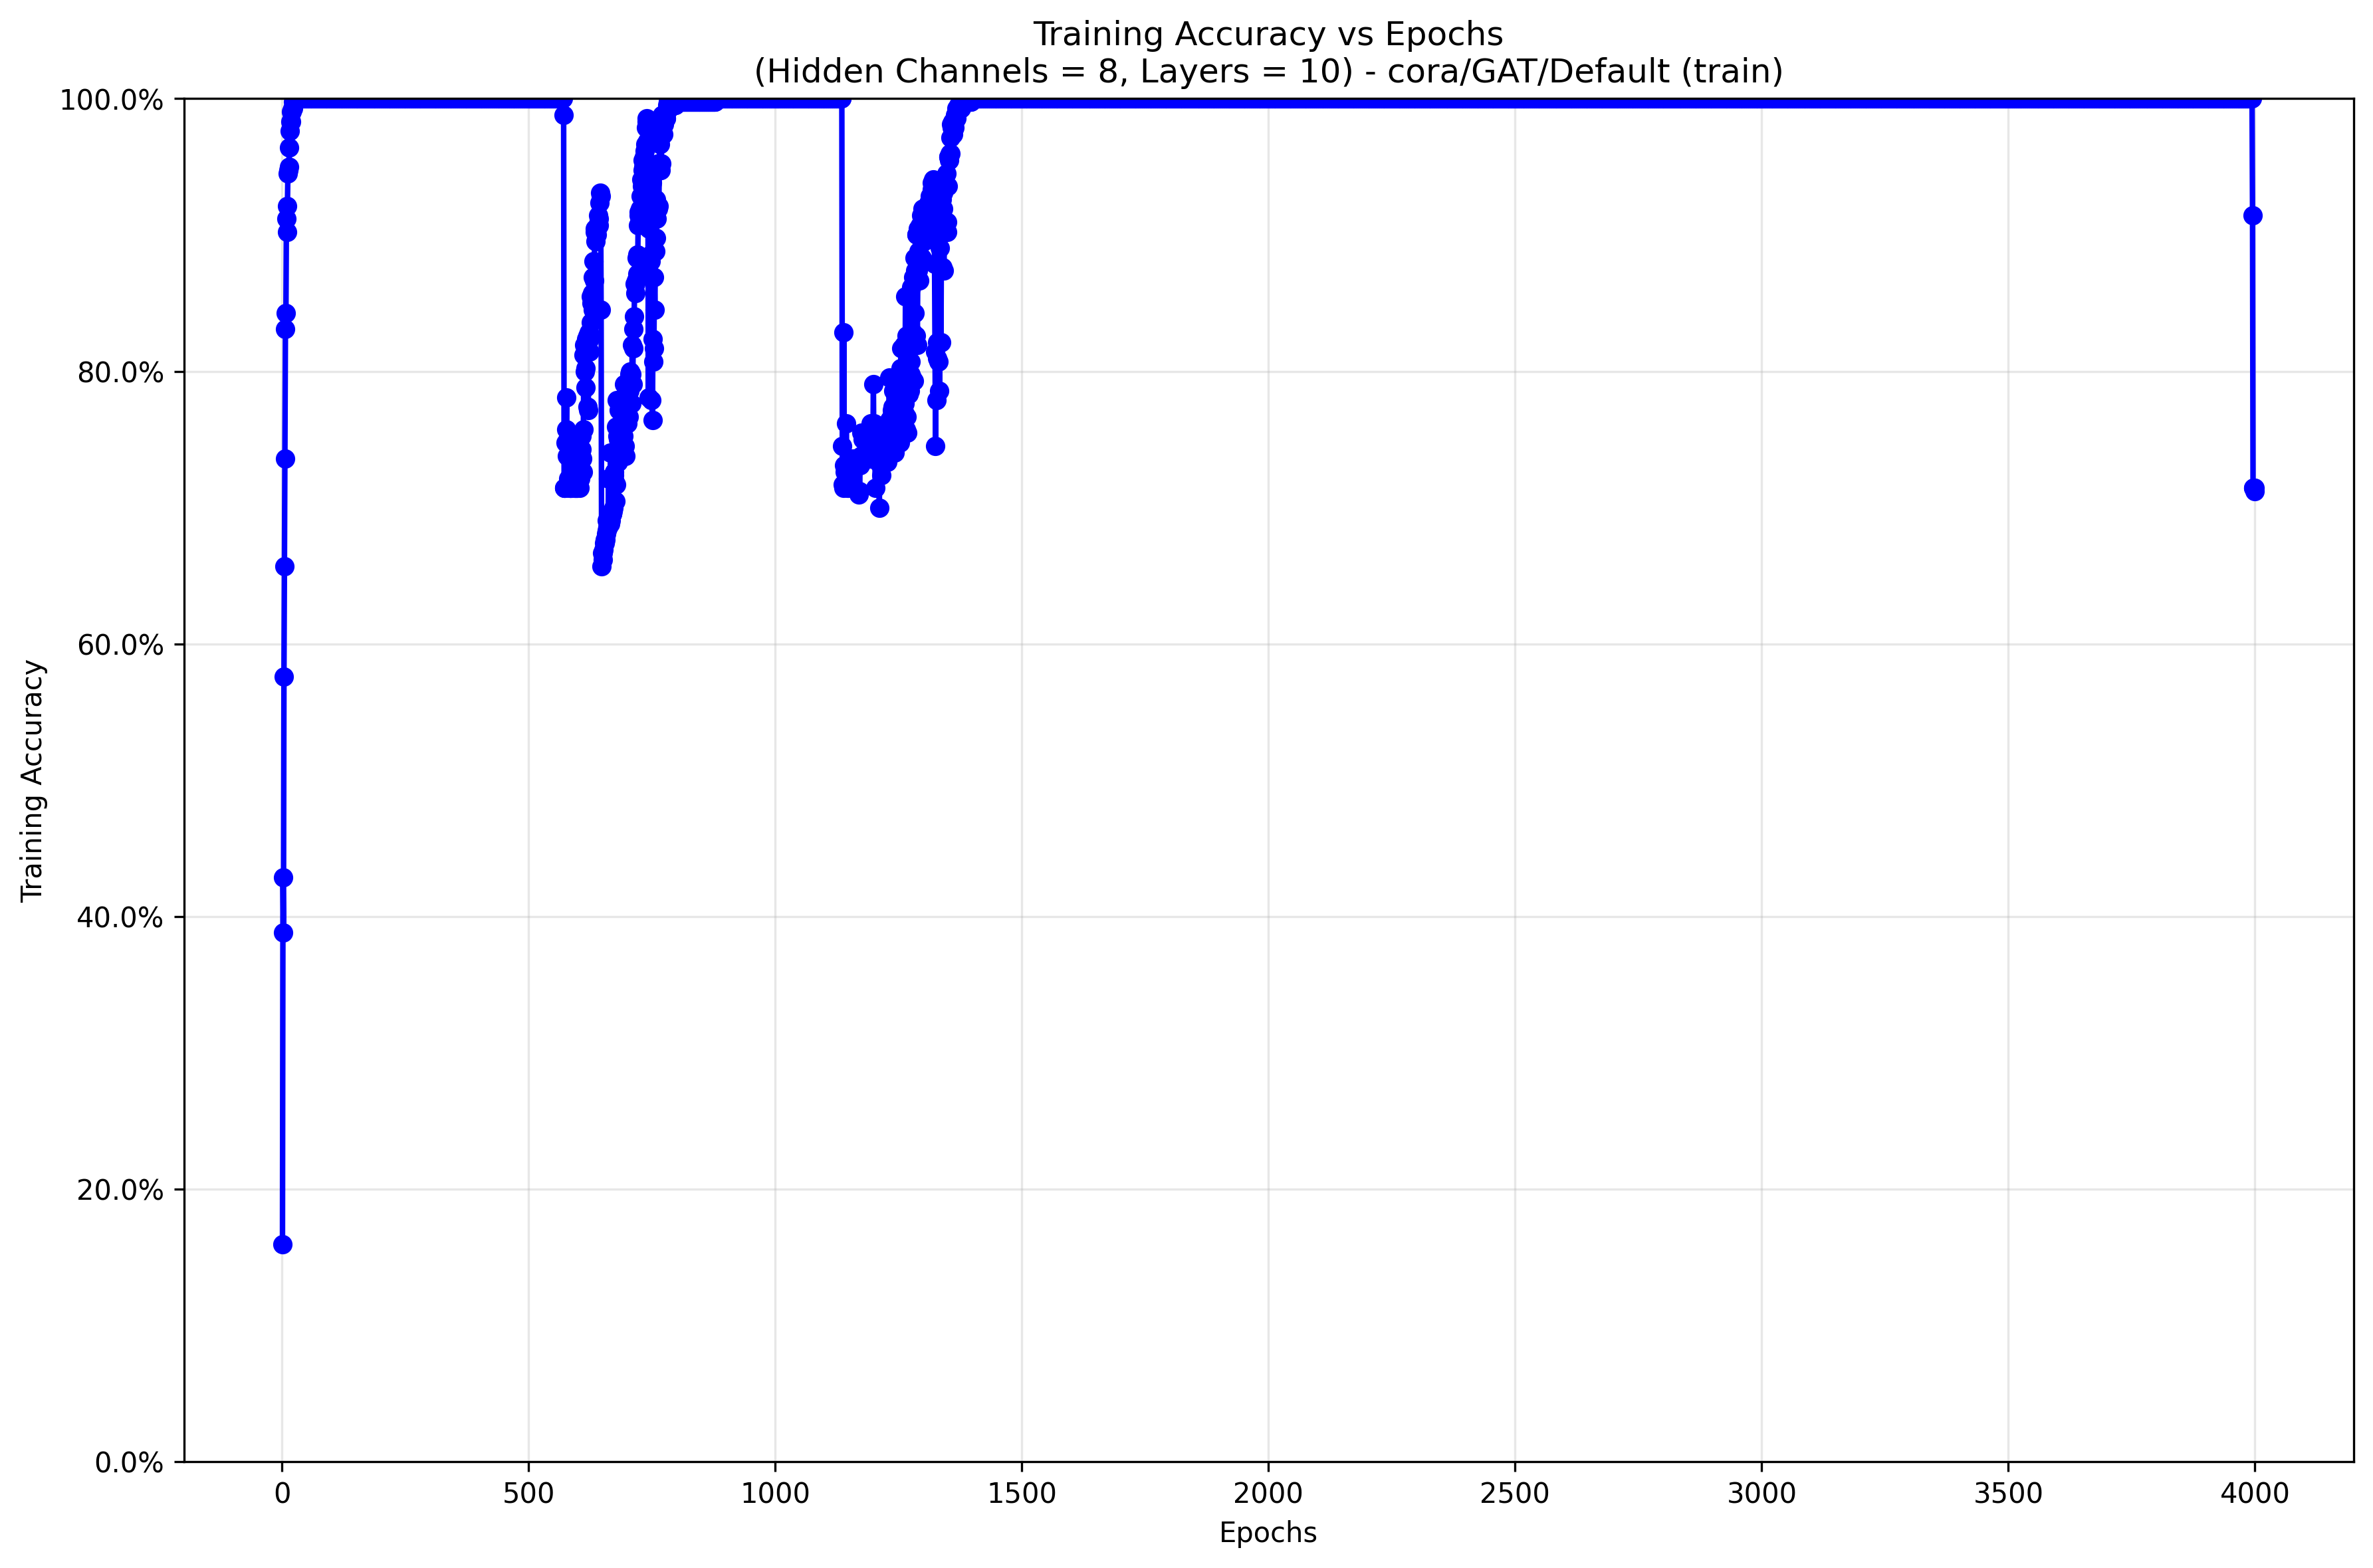 Training Accuracy vs Epochs
(Hidden Channels = 8, Layers = 10) - cora/GAT/Default (train)
Training Accuracy
100.0%
80.0%
60.0%
40.0%
20.0%
0.0%
0 500 1000 1500 2000 2500 3000 3500 4000
Epochs